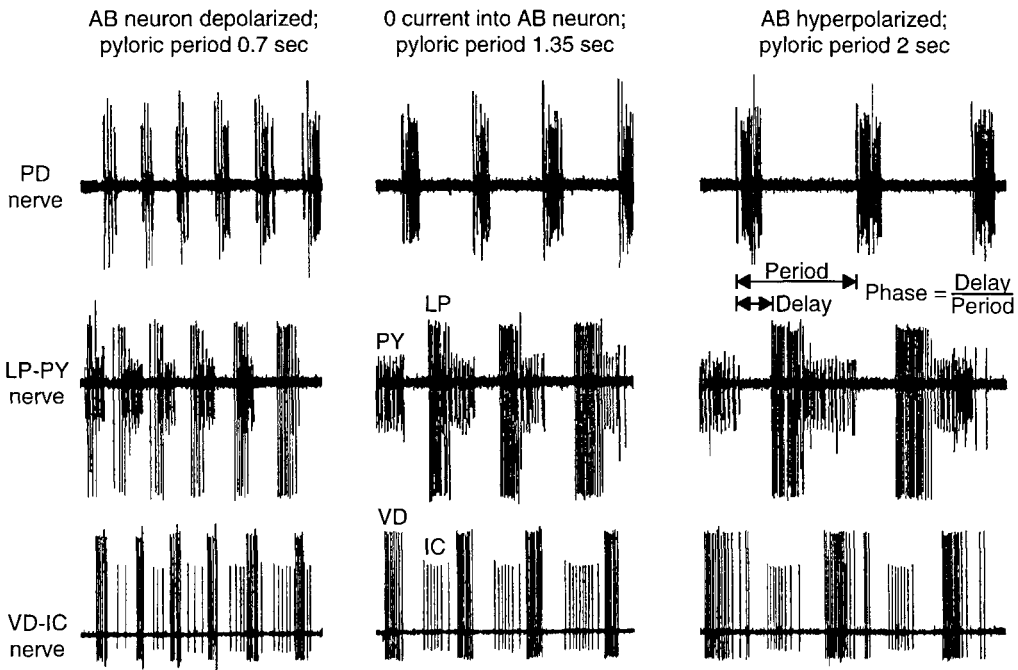 AB neuron depolarized;
pyloric period 0.7 sec
0 current into AB neuron;
pyloric period 1.35 sec
AB hyperpolarized;
pyloric period 2 sec
PD
nerve
Period
Delay
Phase = Delay
Period
LP
PY
LP-PY
nerve
VD
IC
VD-IC
nerve